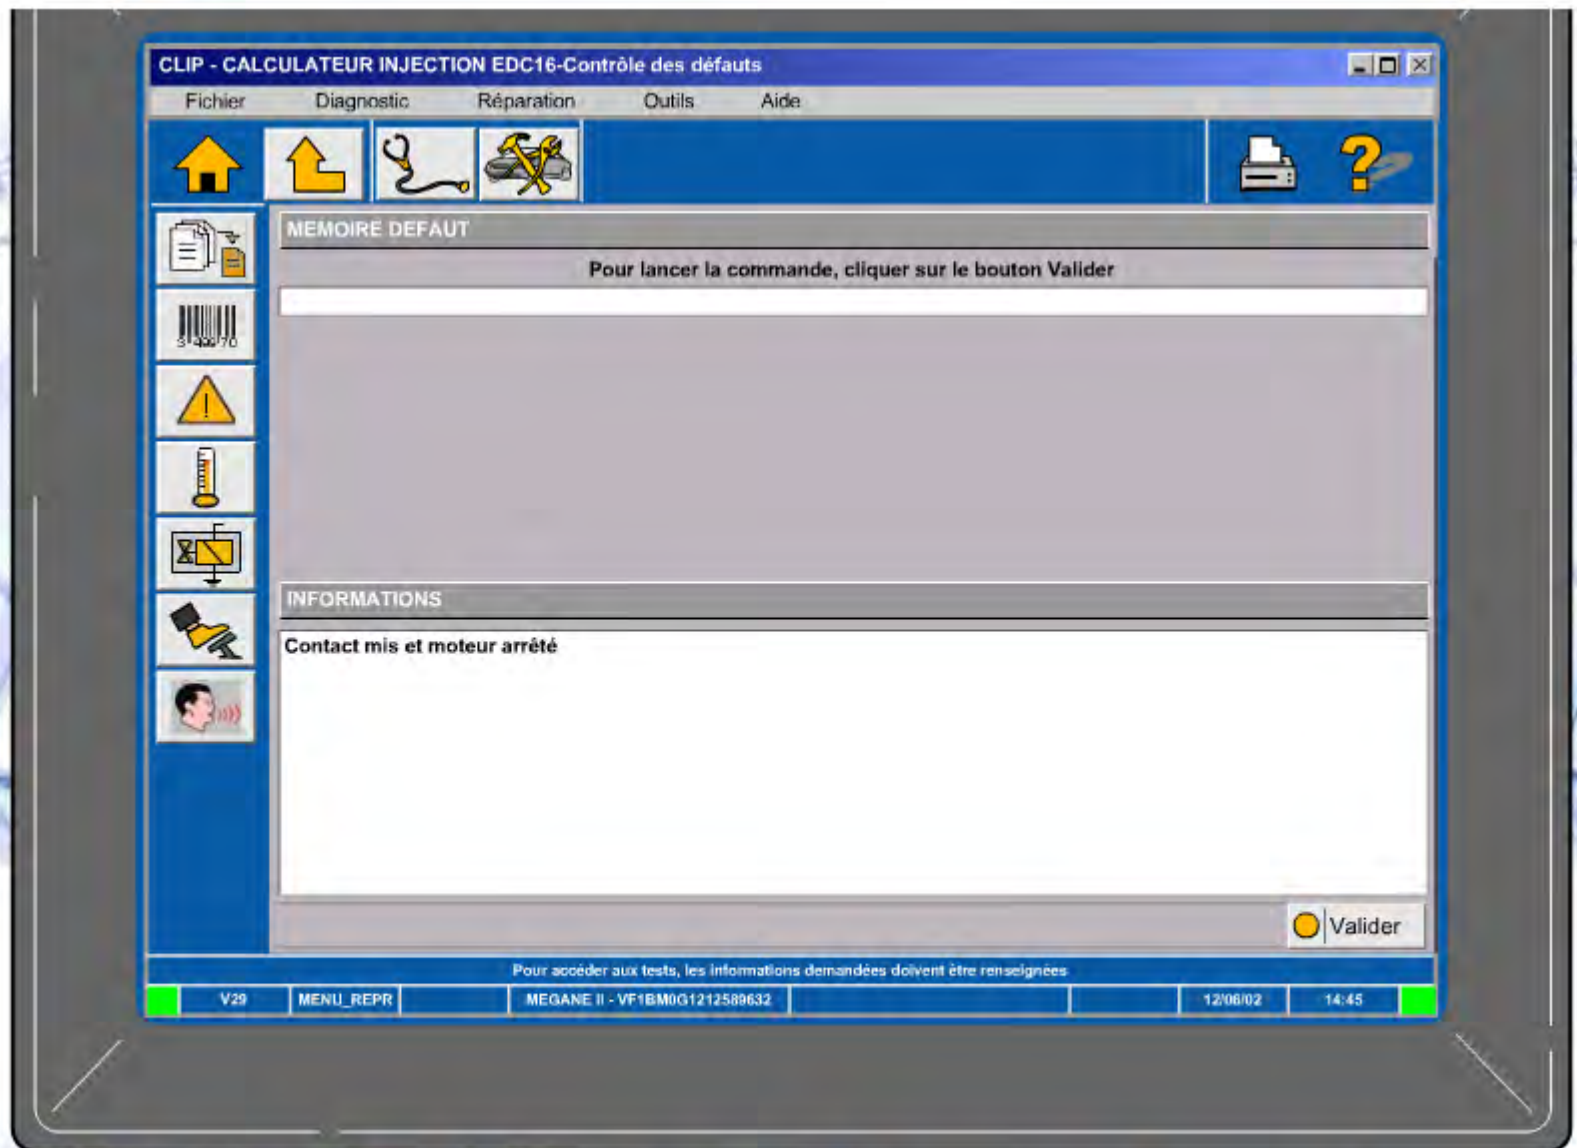 CLIP - CALCULATEUR INJECTION EDC16-Contrôle des défauts
Fichier Diagnostic Réparation Outils Aide
MEMOIRE DEFAUT
Pour lancer la commande, cliquer sur le bouton Valider
INFORMATIONS
Contact mis et moteur arrêté
Valider
Pour accéder aux tests, les informations demandées doivent être renseignées
V29 MENU_REPR MEGANE II - VF1BM0G1212589632 12/06/02 14:45